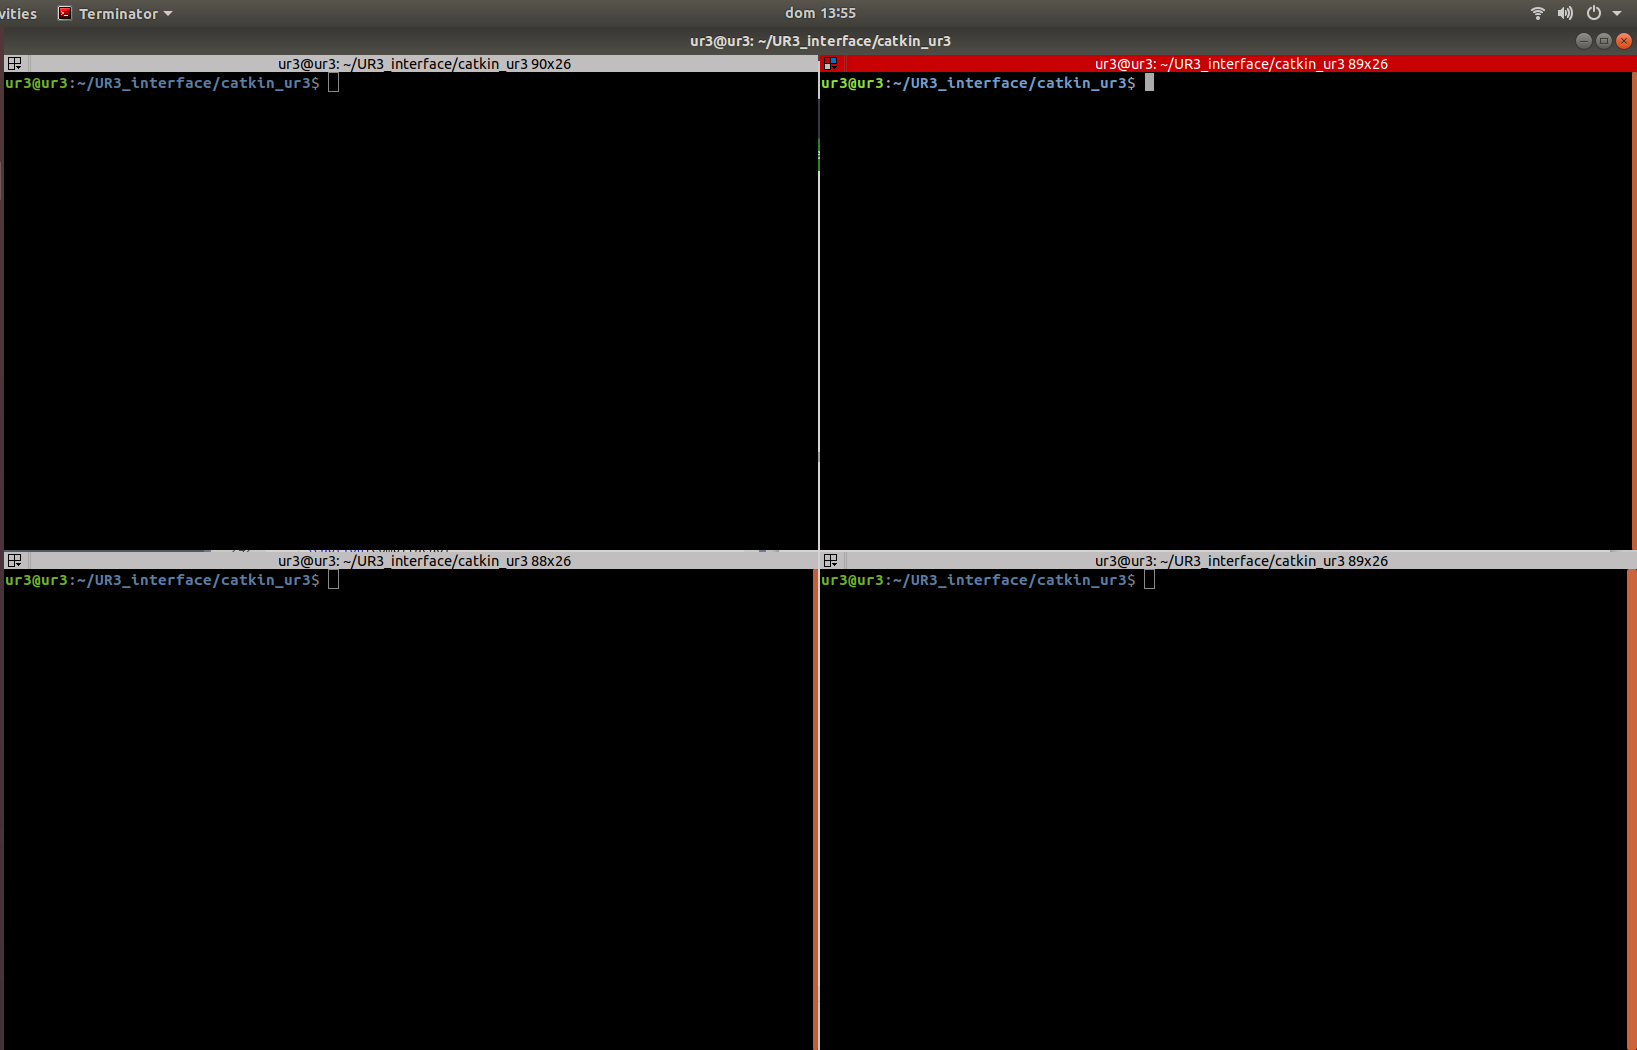 vities Terminator dom 13:55
ur3@ur3: ~/UR3_interface/catkin_ur3
ur3@ur3: ~/UR3_interface/catkin_ur3 90x26
ur3@ur3:~/UR3_interface/catkin_ur3$
ur3@ur3: ~/UR3_interface/catkin_ur3 89x26
ur3@ur3:~/UR3_interface/catkin_ur3$
ur3@ur3: ~/UR3_interface/catkin_ur3 88x26
ur3@ur3:~/UR3_interface/catkin_ur3$
ur3@ur3: ~/UR3_interface/catkin_ur3 89x26
ur3@ur3:~/UR3_interface/catkin_ur3$